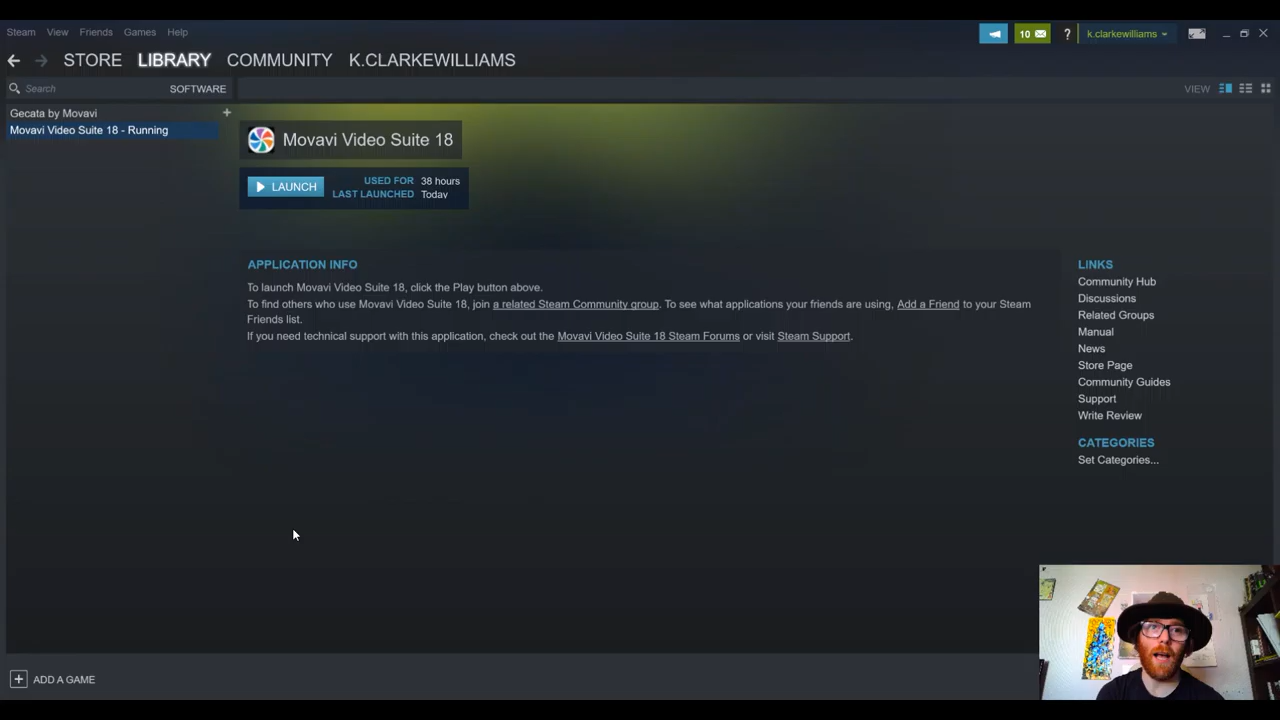 Steam View Friends Games Help
10 ? k.clarkewilliams
STORE LIBRARY COMMUNITY K.CLARKEWILLIAMS
Search SOFTWARE VIEW
Gecata by Movavi
Movavi Video Suite 18 - Running
Movavi Video Suite 18
LAUNCH
USED FOR 38 hours
LAST LAUNCHED Today
APPLICATION INFO
To launch Movavi Video Suite 18, click the Play button above.
To find others who use Movavi Video Suite 18, join a related Steam Community group. To see what applications your friends are using, Add a Friend to your Steam
Friends list.
If you need technical support with this application, check out the Movavi Video Suite 18 Steam Forums or visit Steam Support.
LINKS
Community Hub
Discussions
Related Groups
Manual
News
Store Page
Community Guides
Support
Write Review
CATEGORIES
Set Categories...
+ ADD A GAME